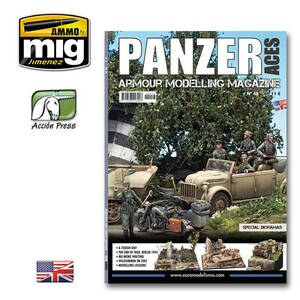 AMMO by
mig
Jimenez
Acción Press
PANZER
ACES
ARMOUR MODELLING MAGAZINE
SPECIAL DIORAMAS
• A TOUGH DAY
• THE END OF WAR, BERLIN 1945
• NO MORE WAITING
• MODELLING LESSONS
www.euromodelismo.com